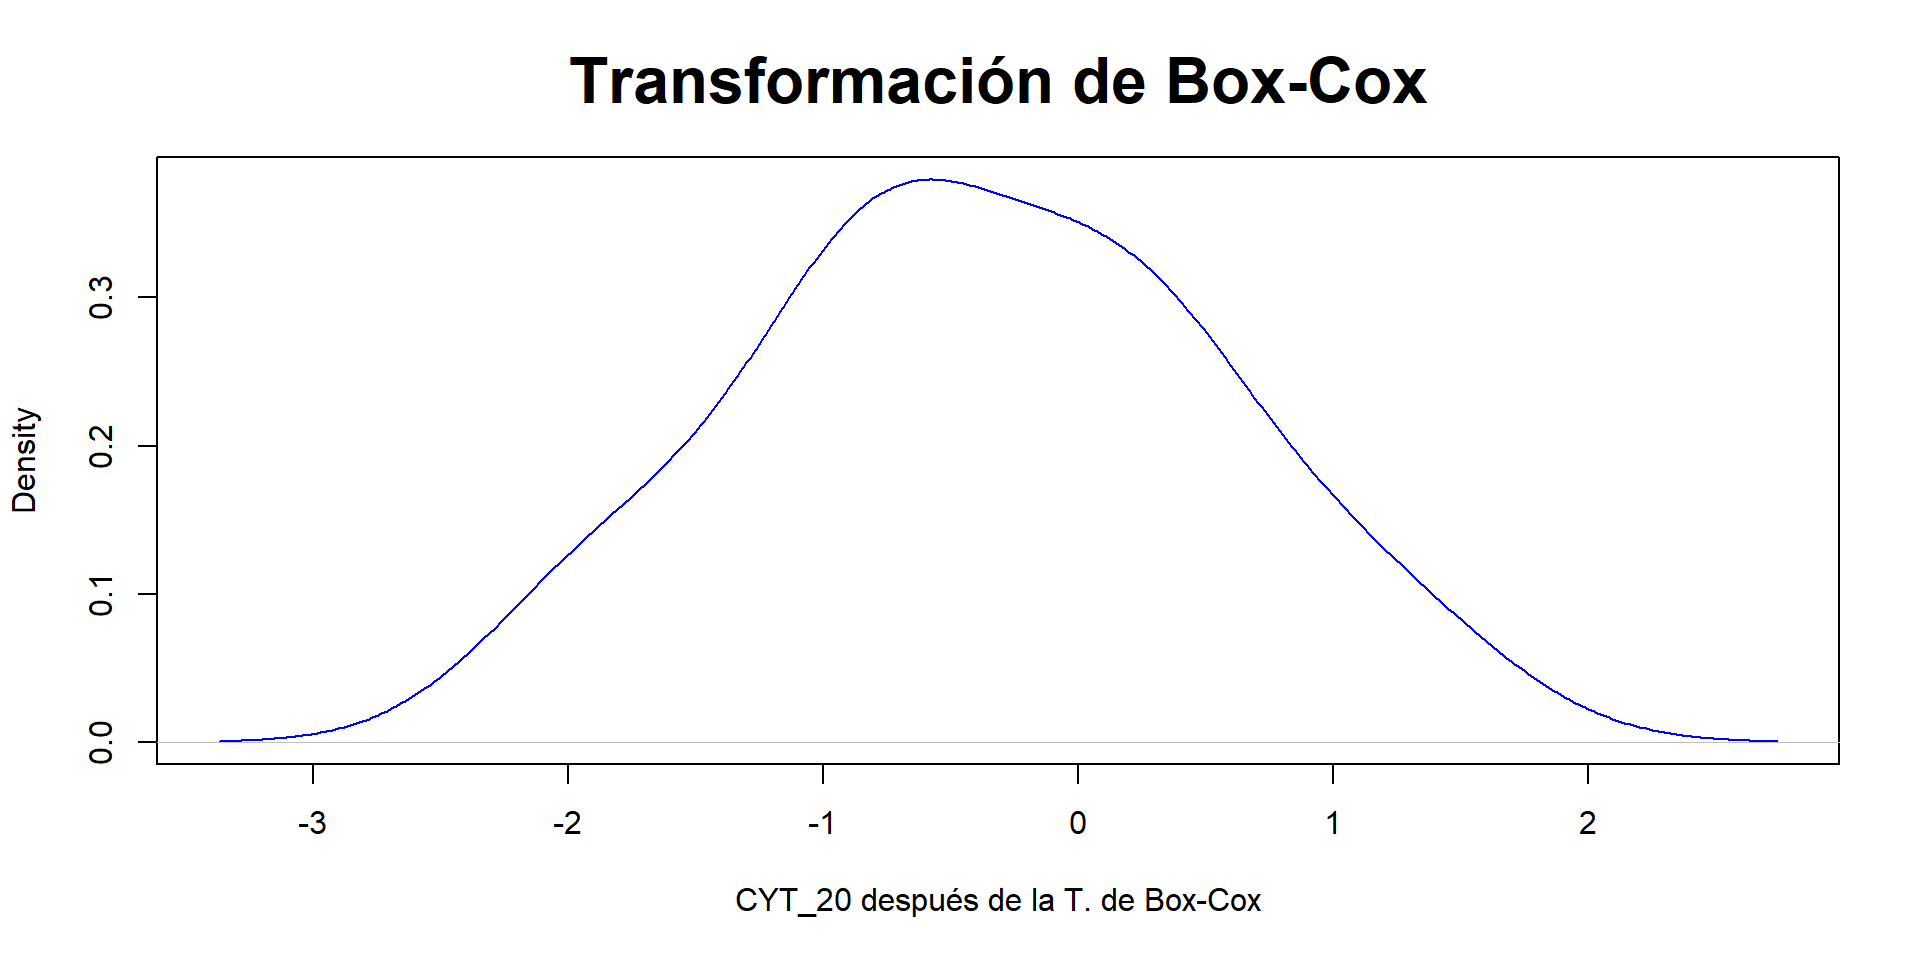 Transformación de Box-Cox
Density
0.3
0.2
0.1
0.0
-3 -2 -1 0 1 2
CYT_20 después de la T. de Box-Cox